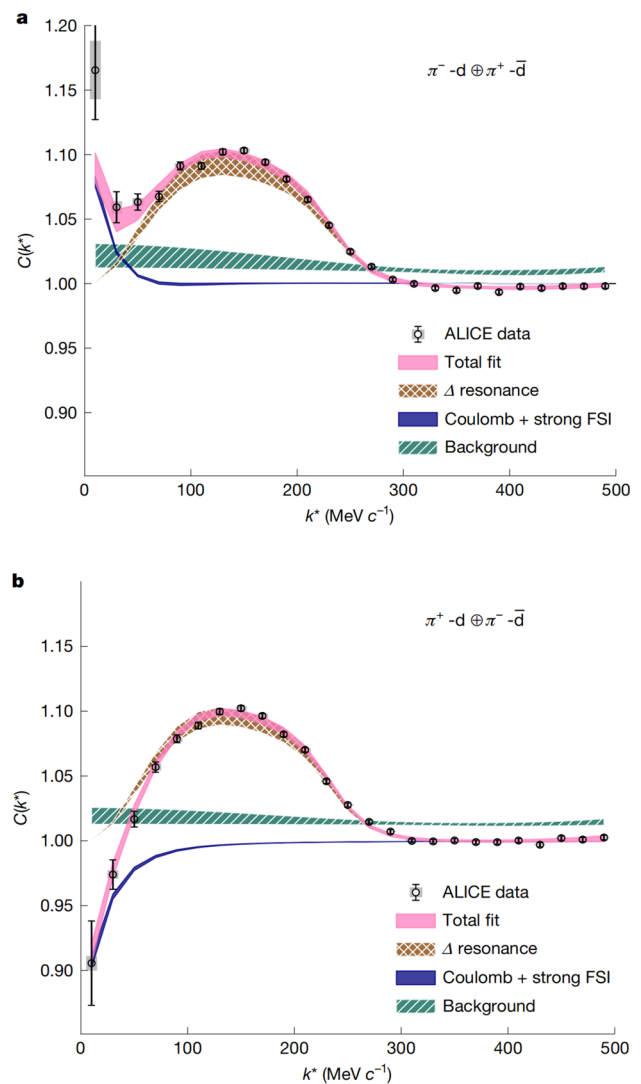 a
π⁻ -d ⊕ π⁺ -d̅
1.20
1.15
1.10
1.05
1.00
0.95
0.90
C(k*)
ALICE data
Total fit
Δ resonance
Coulomb + strong FSI
Background
0 100 200 300 400 500
k* (MeV c⁻¹)
b
π⁺ -d ⊕ π⁻ -d̅
1.15
1.10
1.05
1.00
0.95
0.90
C(k*)
ALICE data
Total fit
Δ resonance
Coulomb + strong FSI
Background
0 100 200 300 400 500
k* (MeV c⁻¹)